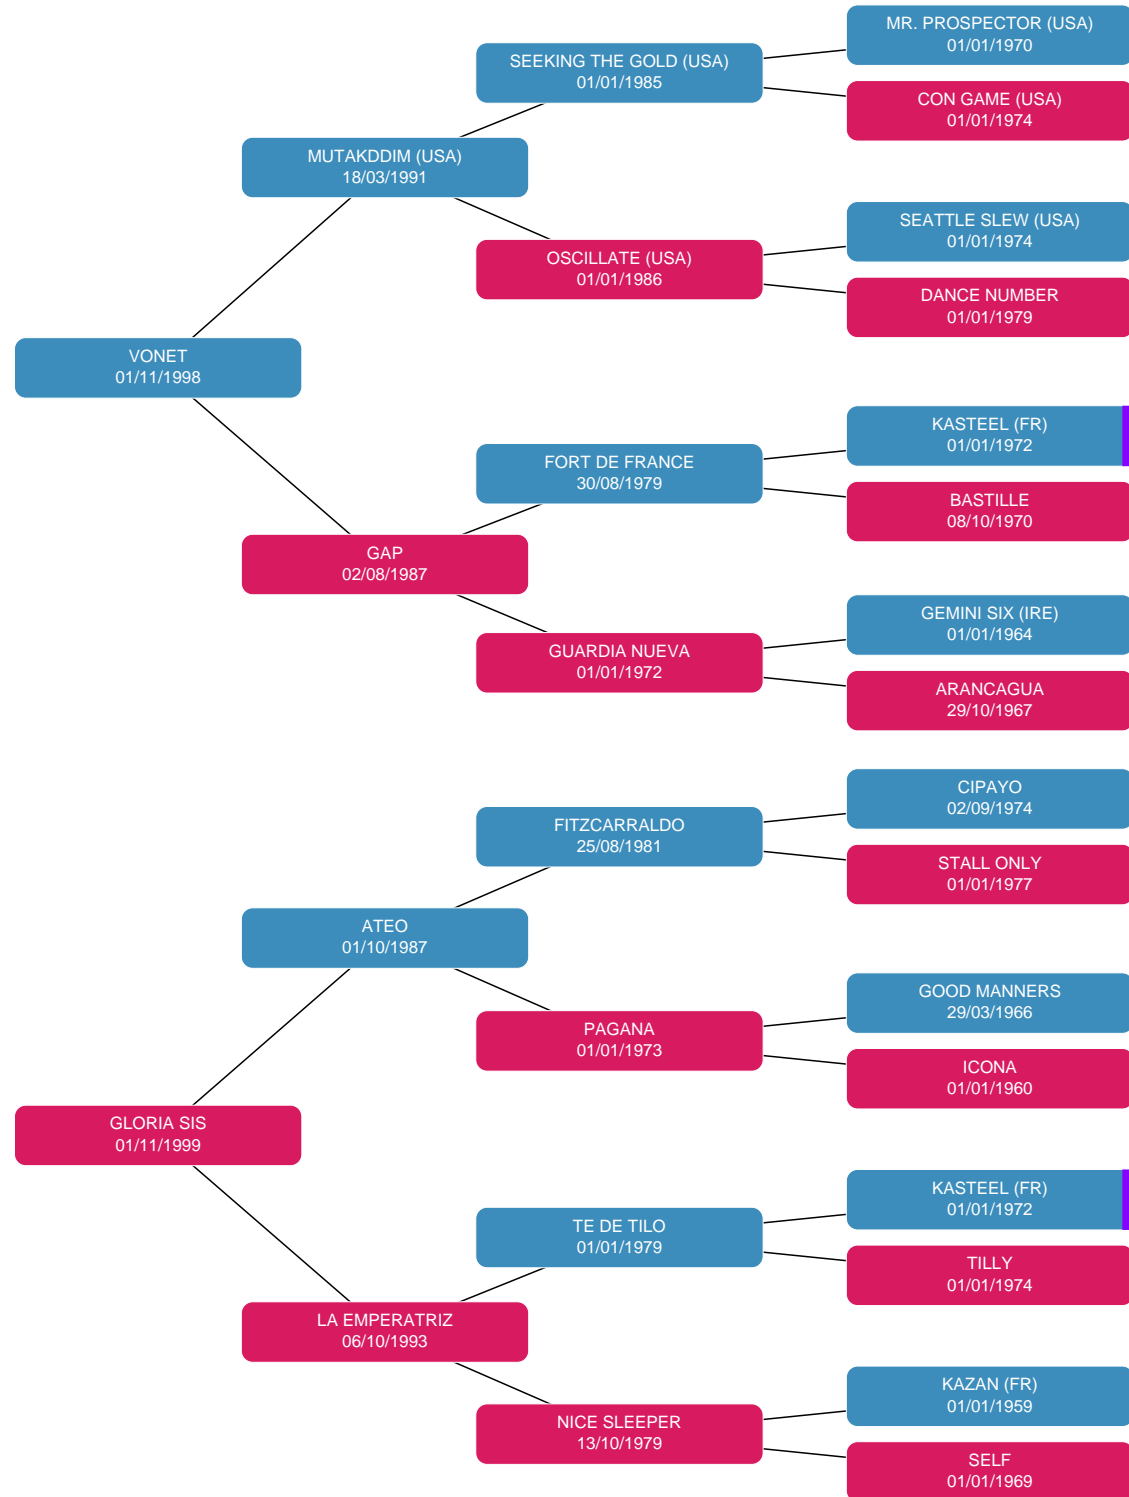 MR. PROSPECTOR (USA)
01/01/1970
SEEKING THE GOLD (USA)
01/01/1985
CON GAME (USA)
01/01/1974
MUTAKDDIM (USA)
18/03/1991
SEATTLE SLEW (USA)
01/01/1974
OSCILLATE (USA)
01/01/1986
DANCE NUMBER
01/01/1979
VONET
01/11/1998
KASTEEL (FR)
01/01/1972
FORT DE FRANCE
30/08/1979
BASTILLE
08/10/1970
GAP
02/08/1987
GEMINI SIX (IRE)
01/01/1964
GUARDIA NUEVA
01/01/1972
ARANCAGUA
29/10/1967
CIPAYO
02/09/1974
FITZCARRALDO
25/08/1981
STALL ONLY
01/01/1977
ATEO
01/10/1987
GOOD MANNERS
29/03/1966
PAGANA
01/01/1973
ICONA
01/01/1960
GLORIA SIS
01/11/1999
KASTEEL (FR)
01/01/1972
TE DE TILO
01/01/1979
TILLY
01/01/1974
LA EMPERATRIZ
06/10/1993
KAZAN (FR)
01/01/1959
NICE SLEEPER
13/10/1979
SELF
01/01/1969